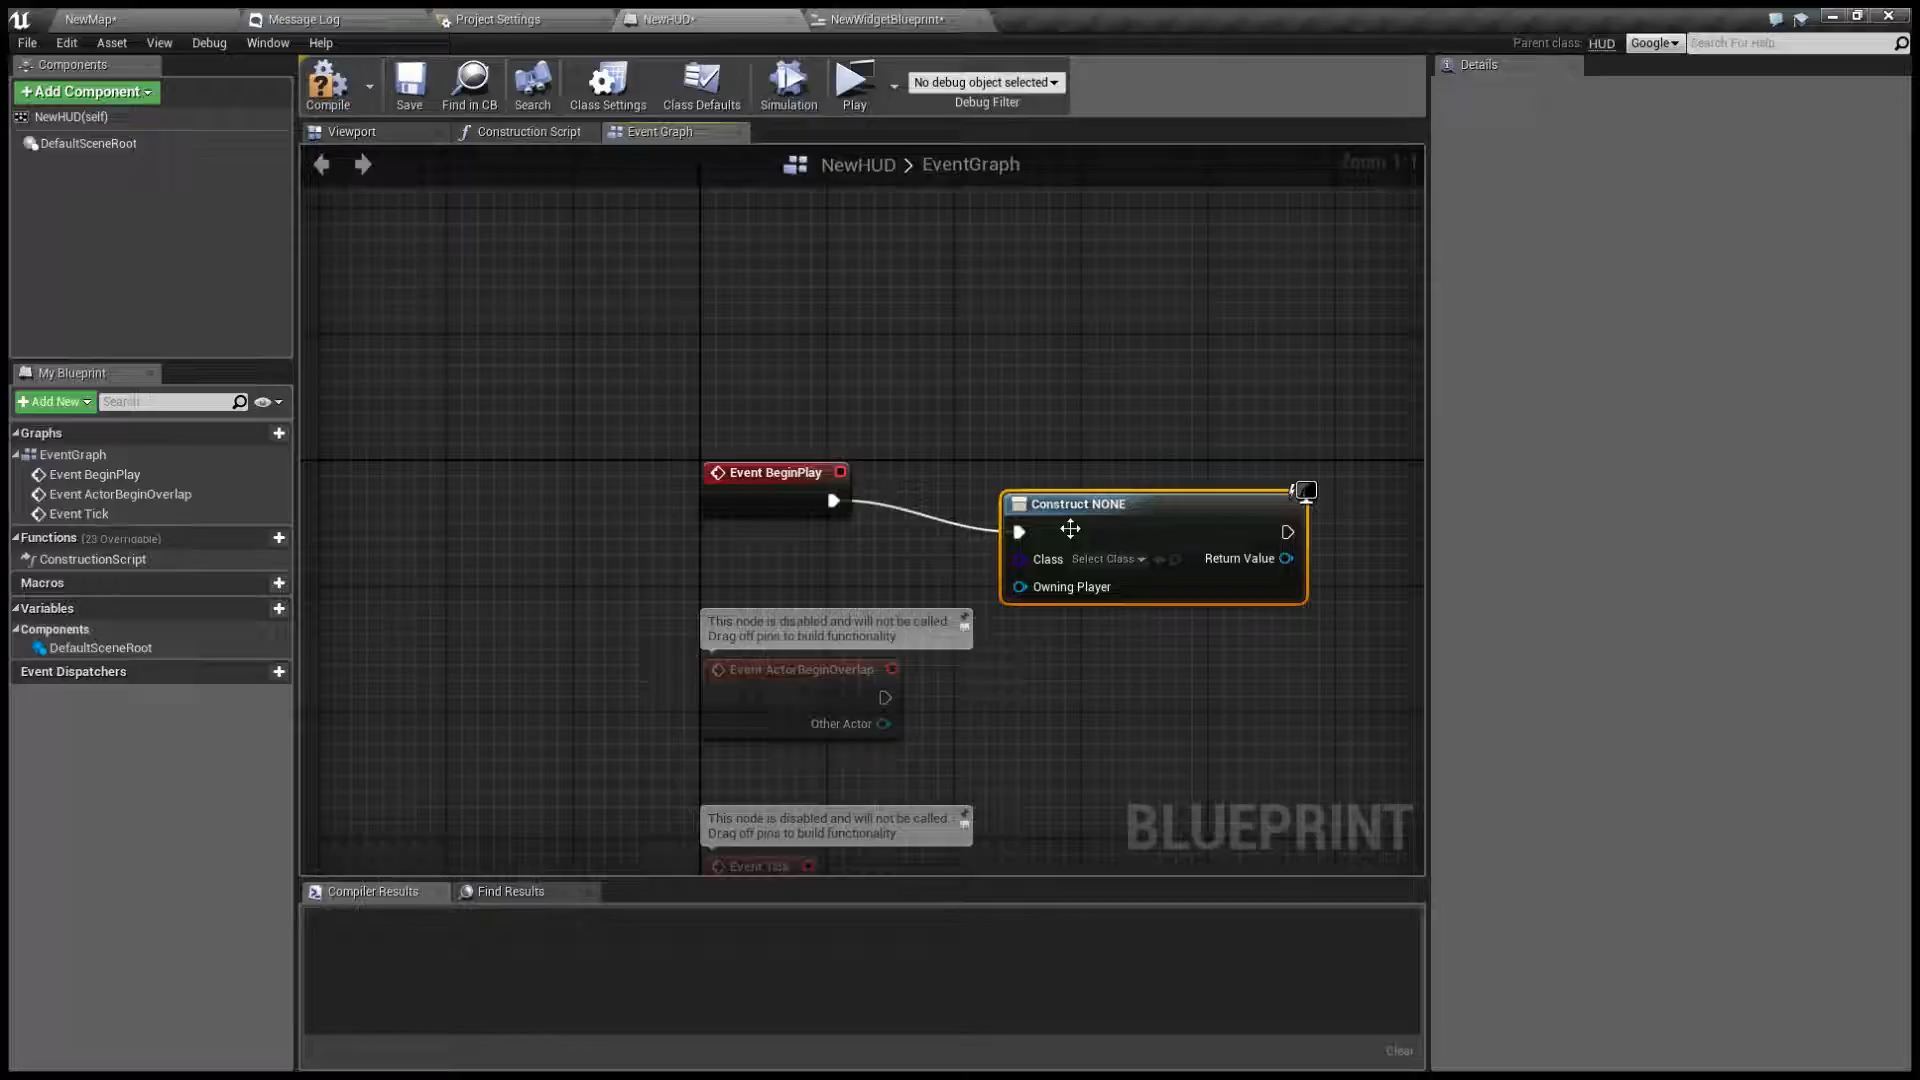 NewMap*
Message Log
Project Settings
NewHUD*
NewWidgetBlueprint*
File Edit Asset View Debug Window Help
Parent class: HUD Google Search For Help
Components
+Add Component
NewHUD(self)
DefaultSceneRoot
Compile
Save
Find in CB
Search
Class Settings
Class Defaults
Simulation
Play
No debug object selected
Debug Filter
Details
Viewport
Construction Script
Event Graph
NewHUD > EventGraph
Zoom 1:1
My Blueprint
+Add New
Search
Graphs
EventGraph
Event BeginPlay
Event ActorBeginOverlap
Event Tick
Functions (23 Overridable)
ConstructionScript
Macros
Variables
Components
DefaultSceneRoot
Event Dispatchers
Event BeginPlay
Construct NONE
Class Select Class
Return Value
Owning Player
This node is disabled and will not be called.
Drag off pins to build functionality
Event ActorBeginOverlap
Other Actor
This node is disabled and will not be called.
Drag off pins to build functionality
Event Tick
BLUEPRINT
Compiler Results
Find Results
Clear